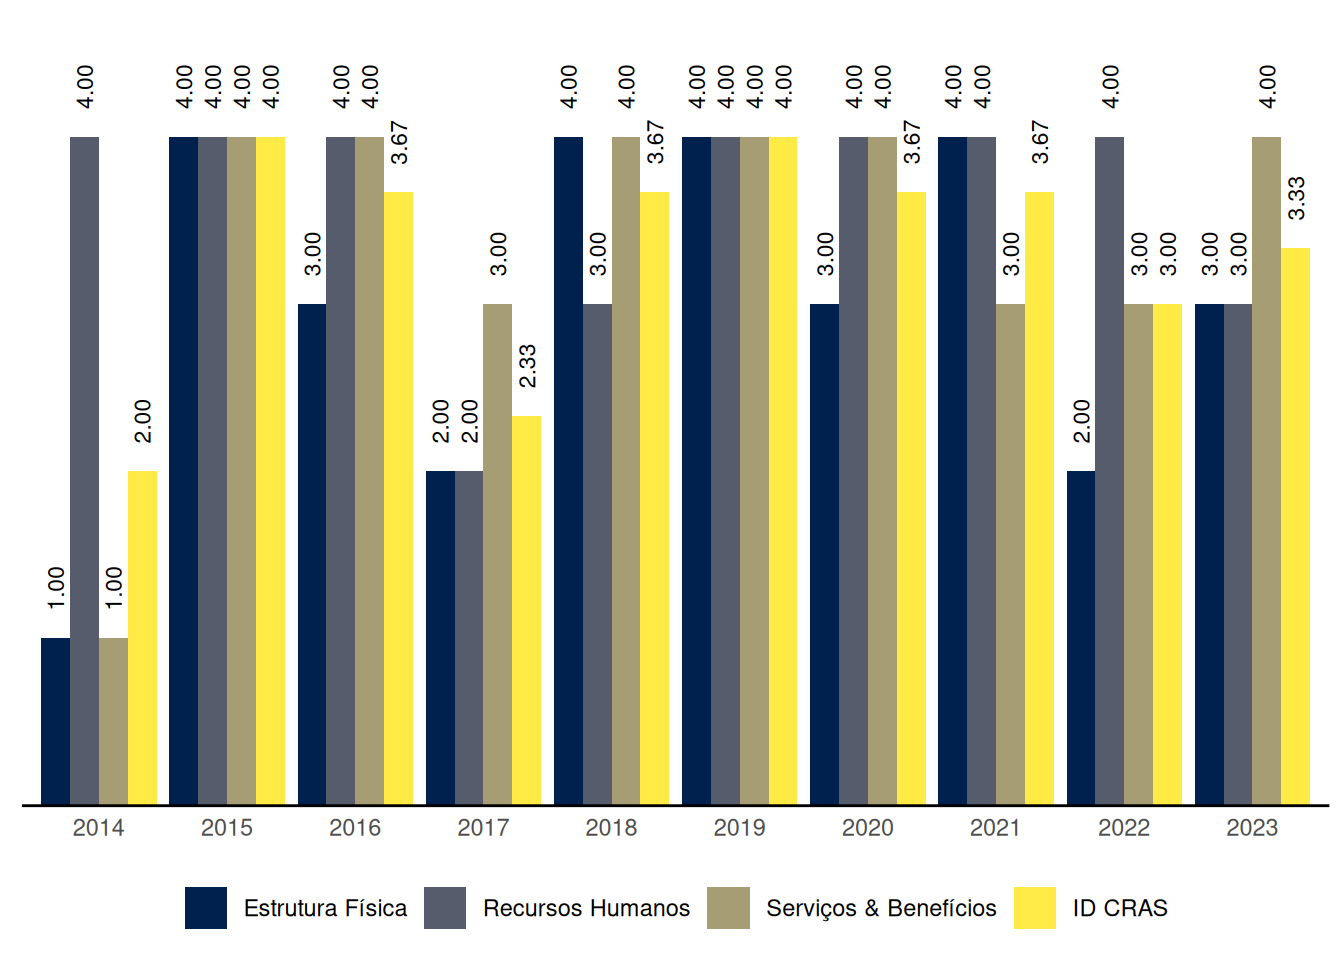 4.00 4.00 4.00 4.00 4.00 4.00 4.00 4.00 4.00 4.00 4.00 4.00 4.00 4.00 4.00 4.00 4.00 4.00 4.00
3.67 3.67 3.67 3.67
3.33
3.00 3.00 3.00 3.00 3.00 3.00 3.00 3.00 3.00
2.33
2.00 2.00 2.00 2.00
1.00 1.00
2014 2015 2016 2017 2018 2019 2020 2021 2022 2023
Estrutura Física Recursos Humanos Serviços & Benefícios ID CRAS